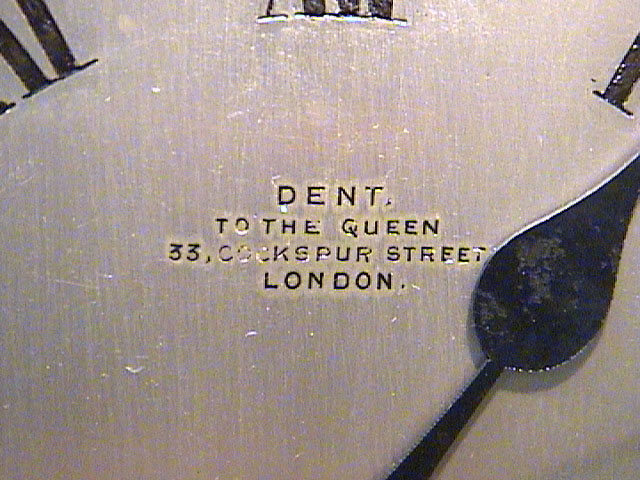 DENT.
TO THE QUEEN
33, COCKSPUR STREET
LONDON.